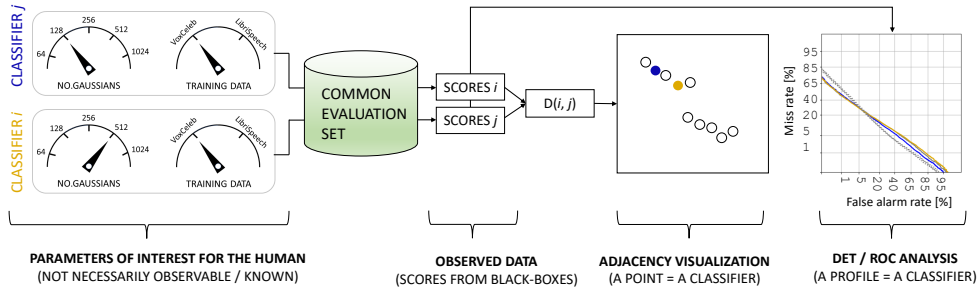 CLASSIFIER j
64
128
256
512
1024
NO.GAUSSIANS
VoxCeleb
LibriSpeech
TRAINING DATA
CLASSIFIER i
64
128
256
512
1024
NO.GAUSSIANS
VoxCeleb
LibriSpeech
TRAINING DATA
COMMON
EVALUATION
SET
SCORES i
SCORES j
D(i, j)
Miss rate [%]
95
85
65
40
20
5
1
1
5
20
40
65
85
95
False alarm rate [%]
PARAMETERS OF INTEREST FOR THE HUMAN
(NOT NECESSARILY OBSERVABLE / KNOWN)
OBSERVED DATA
(SCORES FROM BLACK-BOXES)
ADJACENCY VISUALIZATION
(A POINT = A CLASSIFIER)
DET / ROC ANALYSIS
(A PROFILE = A CLASSIFIER)